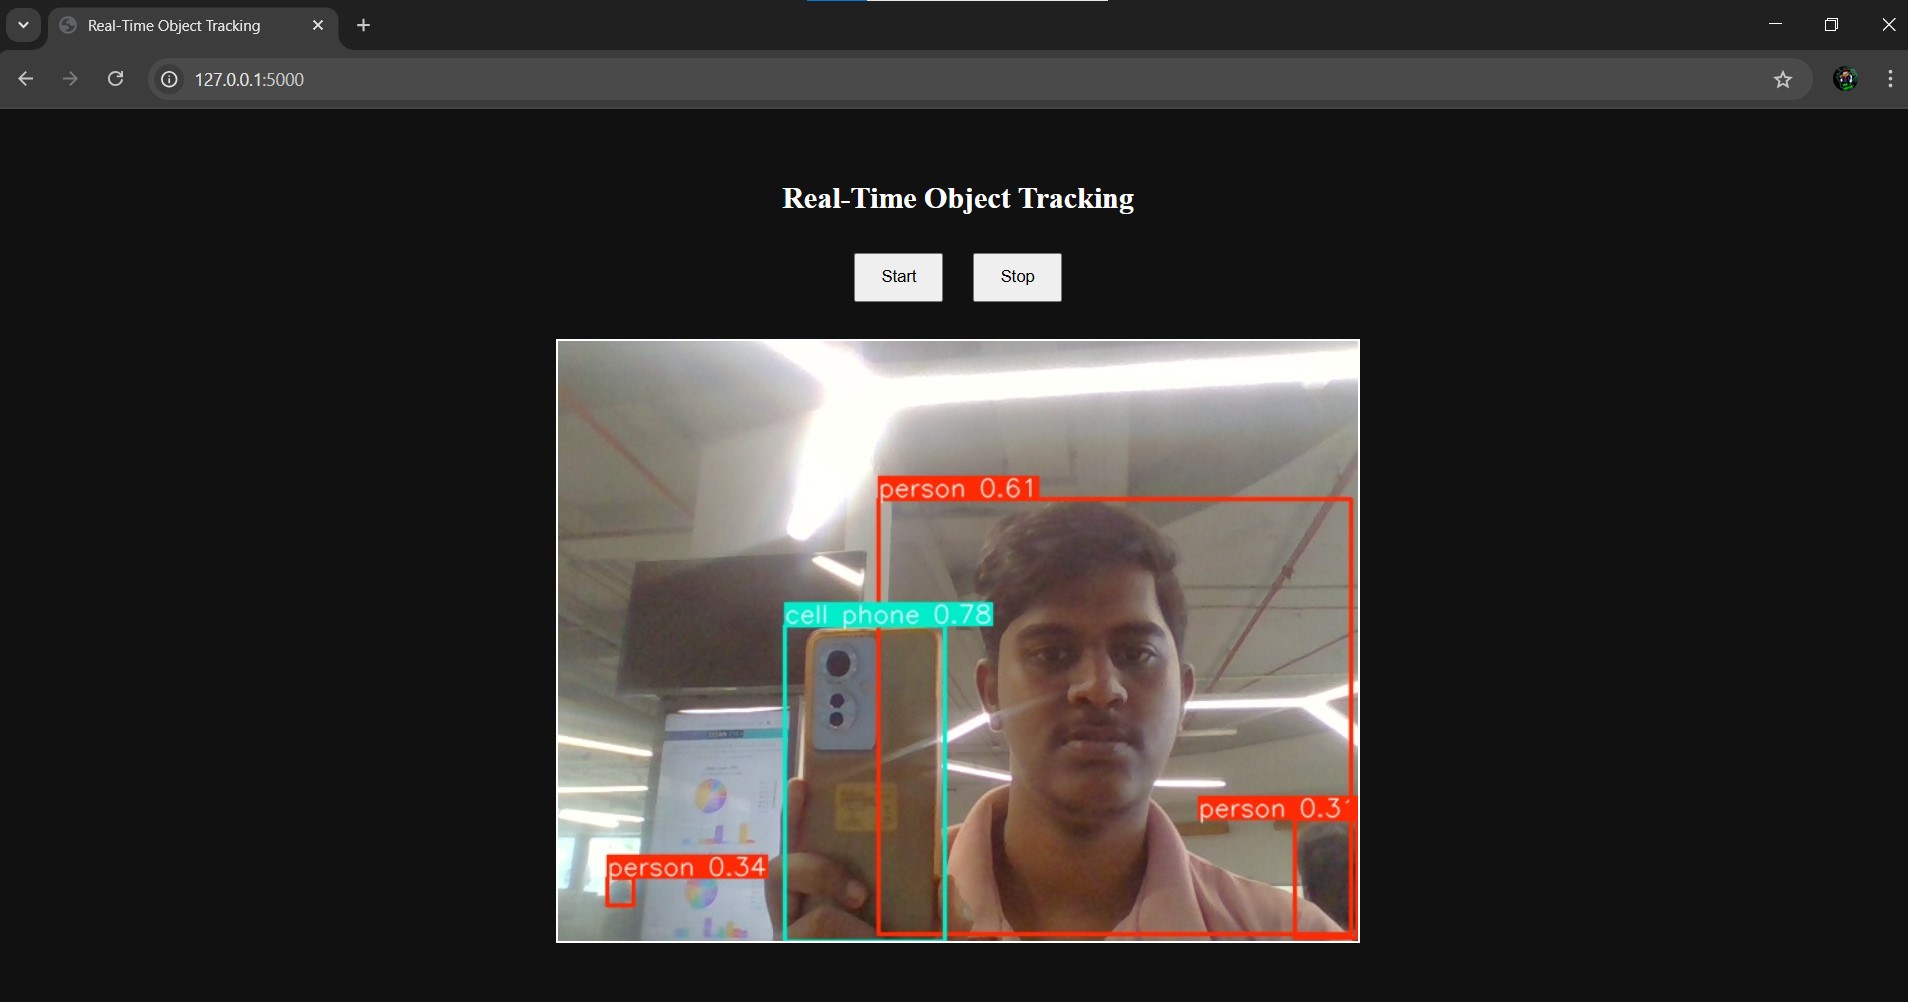 Real-Time Object Tracking
127.0.0.1:5000
Real-Time Object Tracking
Start
Stop
person 0.61
cell phone 0.78
person 0.31
person 0.34